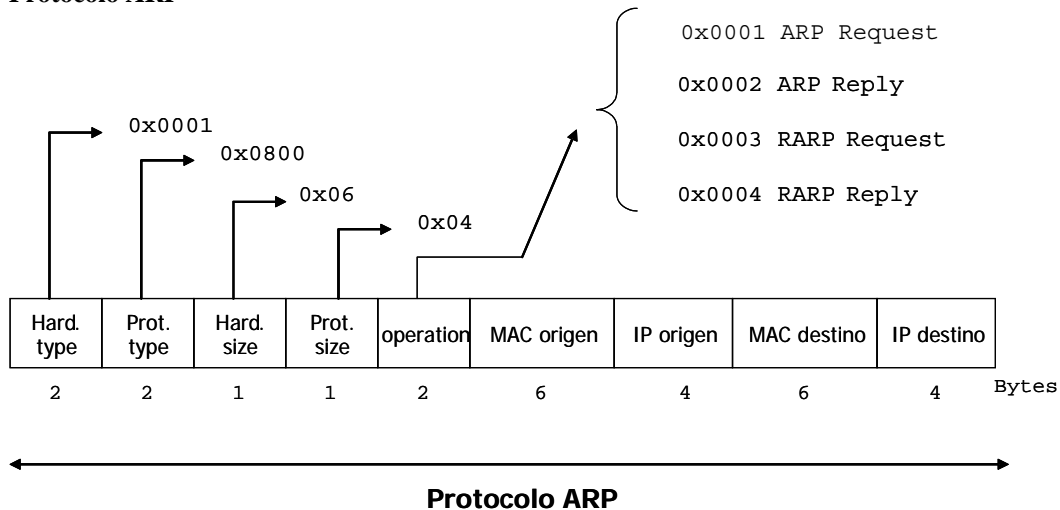 Protocolo ARP
0x0001 ARP Request
0x0002 ARP Reply
0x0003 RARP Request
0x0004 RARP Reply
0x0001
0x0800
0x06
0x04
Hard. type
Prot. type
Hard. size
Prot. size
operation
MAC origen
IP origen
MAC destino
IP destino
2 2 1 1 2 6 4 6 4 Bytes
Protocolo ARP